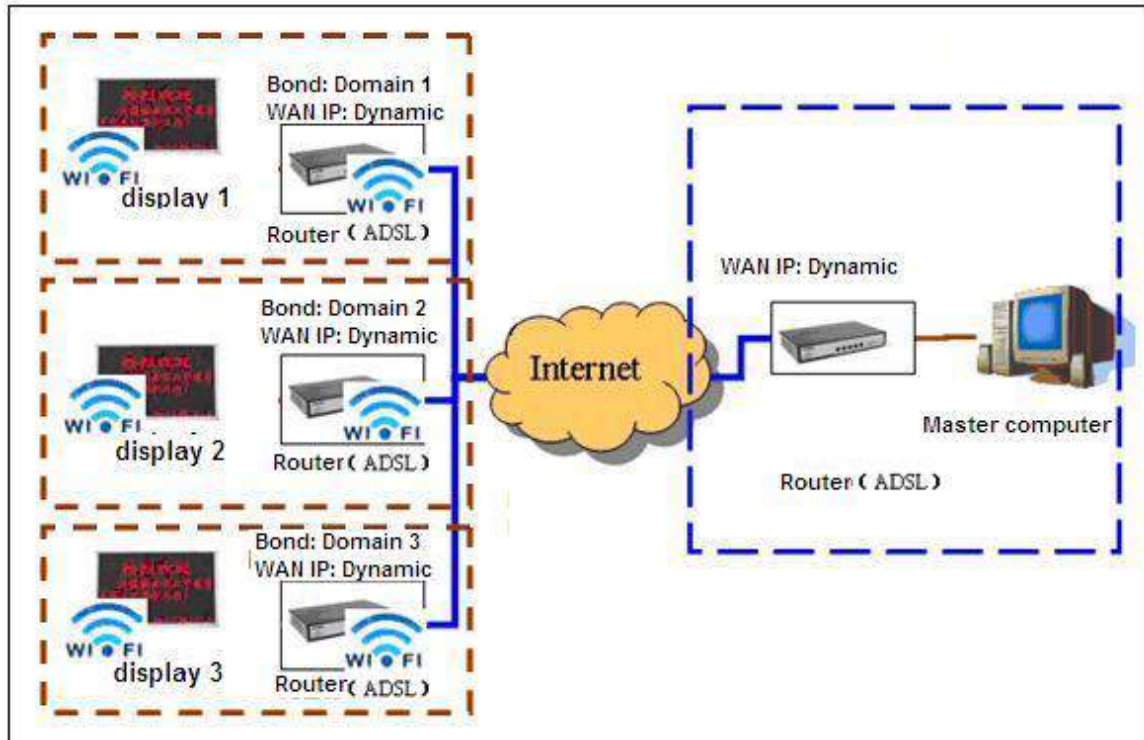 Bond: Domain 1
WAN IP: Dynamic
WI FI
display 1
WI FI
Router (ADSL)
Bond: Domain 2
WAN IP: Dynamic
WI FI
display 2
WI FI
Router (ADSL)
Bond: Domain 3
WAN IP: Dynamic
WI FI
display 3
WI FI
Router (ADSL)
Internet
WAN IP: Dynamic
Master computer
Router (ADSL)